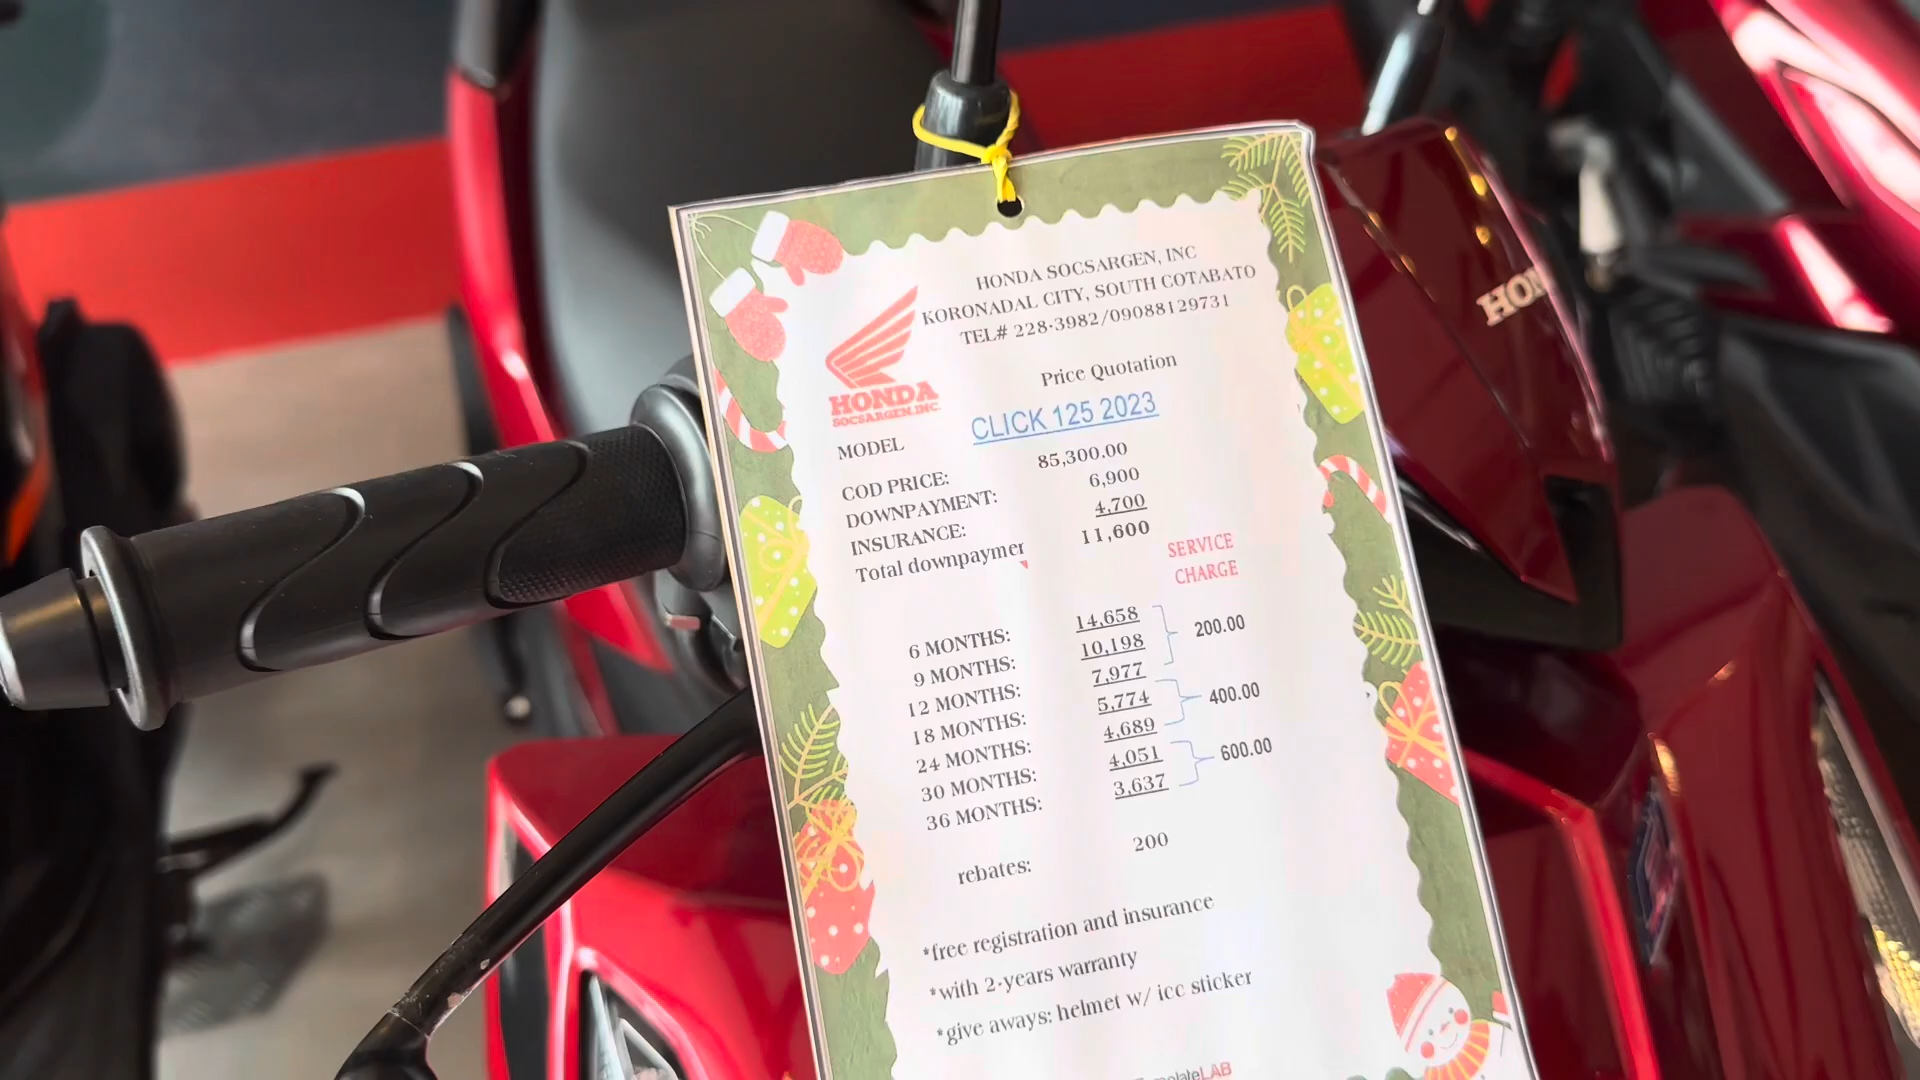 HONDA SOCSARGEN, INC
KORONADAL CITY, SOUTH COTABATO
TEL# 228-3982/09088129731
HONDA
SOCSARGEN, INC.
Price Quotation
MODEL CLICK 125 2023
COD PRICE: 85,300.00
DOWNPAYMENT: 6,900
INSURANCE: 4,700
Total downpaymer 11,600
SERVICE
CHARGE
6 MONTHS: 14,658
9 MONTHS: 10,198 200.00
12 MONTHS: 7,977
18 MONTHS: 5,774 400.00
24 MONTHS: 4,689
30 MONTHS: 4,051 600.00
36 MONTHS: 3,637
rebates: 200
*free registration and insurance
*with 2-years warranty
*give aways: helmet w/ icc sticker
LAB
HON